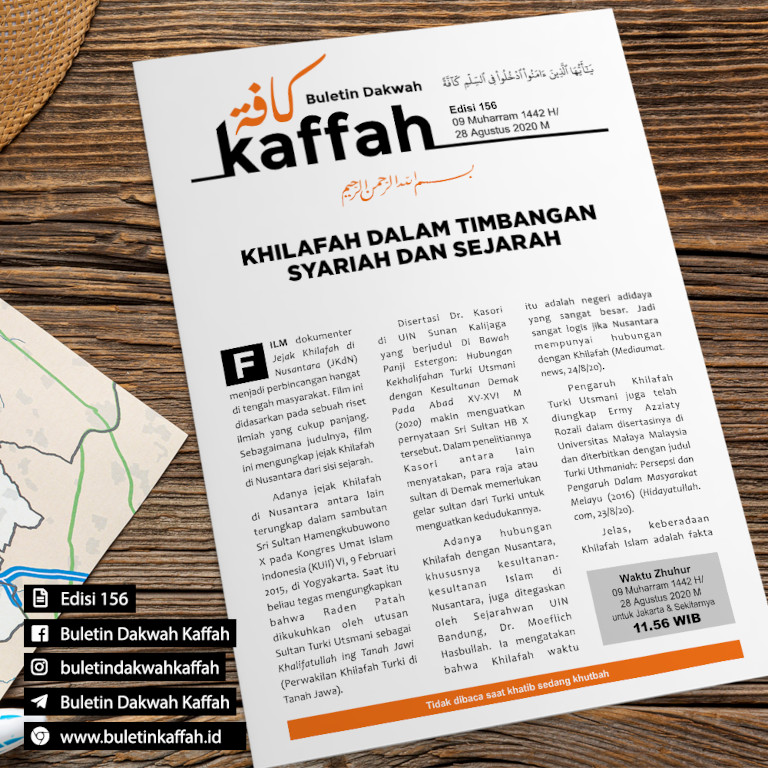 كافة
Buletin Dakwah
kaffah
يَٰٓأَيُّهَا ٱلَّذِينَ ءَامَنُوا۟ ٱدْخُلُوا۟ فِى ٱلسِّلْمِ كَآفَّةً
Edisi 156
09 Muharram 1442 H/
28 Agustus 2020 M
بسم الله الرحمن الرحيم
KHILAFAH DALAM TIMBANGAN
SYARIAH DAN SEJARAH
FILM dokumenter
Jejak Khilafah di
Nusantara (JKdN)
menjadi perbincangan hangat
di tengah masyarakat. Film ini
didasarkan pada sebuah riset
ilmiah yang cukup panjang.
Sebagaimana judulnya, film
ini mengungkap jejak Khilafah
di Nusantara dari sisi sejarah.
Adanya jejak Khilafah
di Nusantara antara lain
terungkap dalam sambutan
Sri Sultan Hamengkubuwono
X pada Kongres Umat Islam
Indonesia (KUII) VI, 9 Februari
2015, di Yogyakarta. Saat itu
beliau tegas mengungkapkan
bahwa Raden Patah
dikukuhkan oleh utusan
Sultan Turki Utsmani sebagai
Khalifatullah ing Tanah Jawi
(Perwakilan Khilafah Turki di
Tanah Jawa).
Disertasi Dr. Kasori
di UIN Sunan Kalijaga
yang berjudul Di Bawah
Panji Estergon: Hubungan
Kekhalifahan Turki Utsmani
dengan Kesultanan Demak
Pada Abad XV-XVI M
(2020) makin menguatkan
pernyataan Sri Sultan HB X
tersebut. Dalam penelitiannya
Kasori antara lain
menyatakan, para raja atau
sultan di Demak memerlukan
gelar sultan dari Turki untuk
menguatkan kedudukannya.
Adanya hubungan
Khilafah dengan Nusantara,
khususnya kesultanan-
kesultanan Islam di
Nusantara, juga ditegaskan
oleh Sejarahwan UIN
Bandung, Dr. Moeflich
Hasbullah. Ia mengatakan
bahwa Khilafah waktu
itu adalah negeri adidaya
yang sangat besar. Jadi
sangat logis jika Nusantara
mempunyai hubungan
dengan Khilafah (Mediaumat.
news, 24/8/20).
Pengaruh Khilafah
Turki Utsmani juga telah
diungkap Ermy Azziaty
Rozali dalam disertasinya di
Universitas Malaya Malaysia
dan diterbitkan dengan judul
Turki Uthmaniah: Persepsi dan
Pengaruh Dalam Masyarakat
Melayu (2016) (Hidayatullah.
com, 23/8/20).
Jelas, keberadaan
Khilafah Islam adalah fakta
Waktu Zhuhur
09 Muharram 1442 H/
28 Agustus 2020 M
untuk Jakarta & Sekitarnya
11.56 WIB
Tidak dibaca saat khatib sedang khutbah
Edisi 156
Buletin Dakwah Kaffah
buletindakwahkaffah
Buletin Dakwah Kaffah
www.buletinkaffah.id